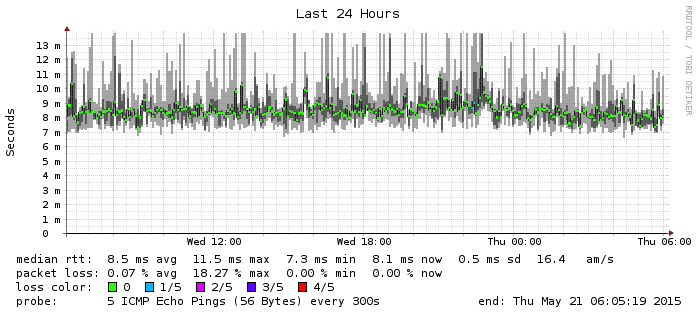 Last 24 Hours
RRDTOOL / TOBI OETIKER
Seconds
13 m
12 m
11 m
10 m
9 m
8 m
7 m
6 m
5 m
4 m
3 m
2 m
1 m
0
Wed 12:00 Wed 18:00 Thu 00:00 Thu 06:00
median rtt: 8.5 ms avg 11.5 ms max 7.3 ms min 8.1 ms now 0.5 ms sd 16.4 am/s
packet loss: 0.07 % avg 18.27 % max 0.00 % min 0.00 % now
loss color: 0 1/5 2/5 3/5 4/5
probe: 5 ICMP Echo Pings (56 Bytes) every 300s end: Thu May 21 06:05:19 2015